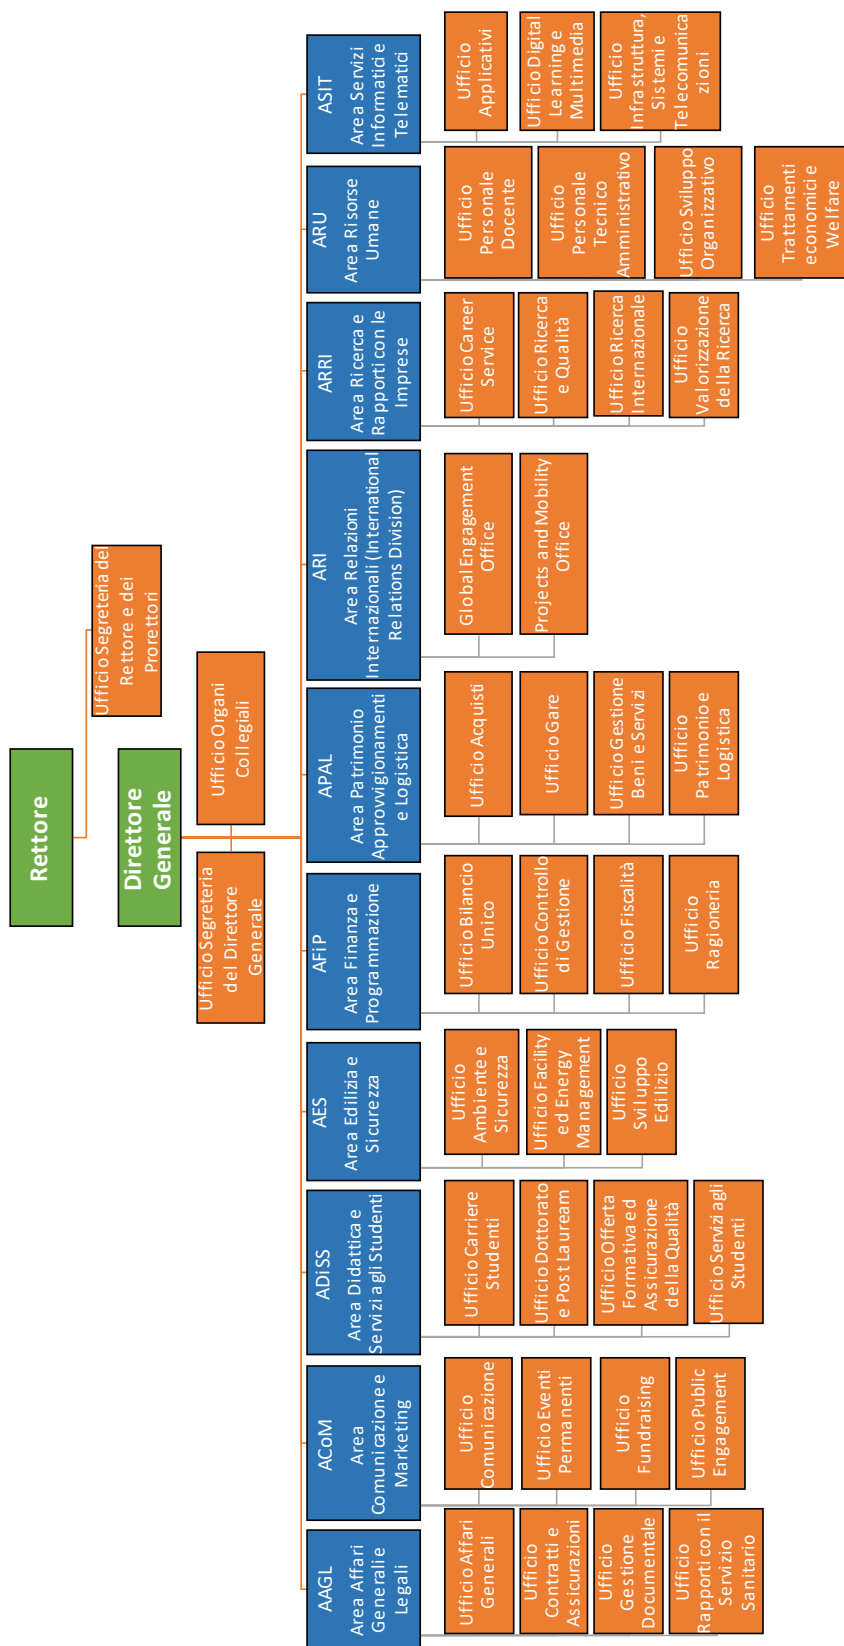 Rettore
Ufficio Segreteria del
Rettore e dei
Prorettori
Direttore
Generale
Ufficio Segreteria
del Direttore
Generale
Ufficio Organi
Collegiali
AAGL
Area Affari
Generali e
Legali
Ufficio Affari
Generali
Ufficio
Contratti e
Assicurazioni
Ufficio
Gestione
Documentale
Ufficio
Rapporti con il
Servizio
Sanitario
ACoM
Area
Comunicazione e
Marketing
Ufficio
Comunicazione
Ufficio Eventi
Permanenti
Ufficio
Fundraising
Ufficio Public
Engagement
ADiSS
Area Didattica e
Servizi agli Studenti
Ufficio Carriere
Studenti
Ufficio Dottorato
e Post Lauream
Ufficio Offerta
Formativa ed
Assicurazione
della Qualità
Ufficio Servizi agli
Studenti
AES
Area Edilizia e
Sicurezza
Ufficio
Ambiente e
Sicurezza
Ufficio Facility
ed Energy
Management
Ufficio
Sviluppo
Edilizio
AFiP
Area Finanza e
Programmazione
Ufficio Bilancio
Unico
Ufficio Controllo
di Gestione
Ufficio Fiscalità
Ufficio
Ragioneria
APAL
Area Patrimonio
Approvvigionamenti
e Logistica
Ufficio Acquisti
Ufficio Gare
Ufficio Gestione
Beni e Servizi
Ufficio
Patrimonio e
Logistica
ARI
Area Relazioni
Internazionali (International
Relations Division)
Global Engagement
Office
Projects and Mobility
Office
ARRI
Area Ricerca e
Rapporti con le
Imprese
Ufficio Career
Service
Ufficio Ricerca
e Qualità
Ufficio Ricerca
Internazionale
Ufficio
Valorizzazione
della Ricerca
ARU
Area Risorse
Umane
Ufficio
Personale
Docente
Ufficio
Personale
Tecnico
Amministrativo
Ufficio Sviluppo
Organizzativo
Ufficio
Trattamenti
economici e
Welfare
ASIT
Area Servizi
Informatici e
Telematici
Ufficio
Applicativi
Ufficio Digital
Learning e
Multimedia
Ufficio
Infrastruttura,
Sistemi e
Telecomunica
zioni